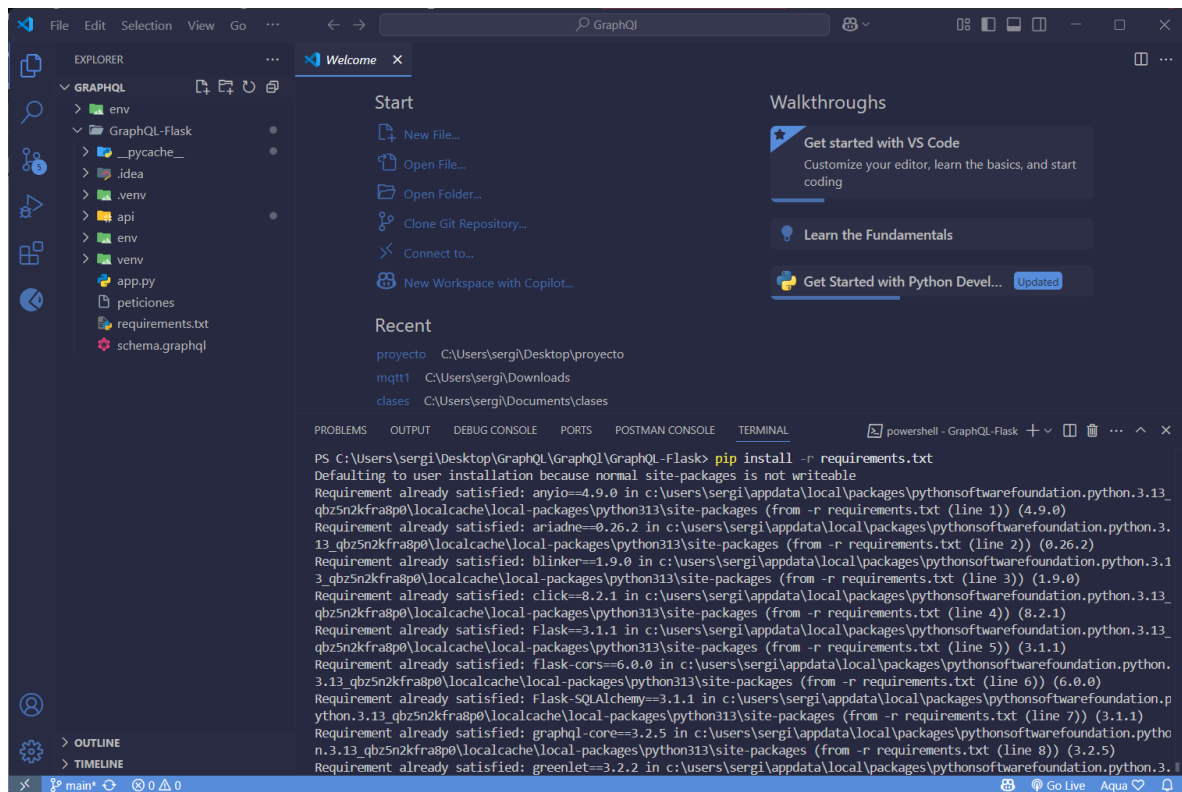 File Edit Selection View Go ··· GraphQl
EXPLORER ···
GRAPHQL
env
GraphQL-Flask
__pycache__
.idea
.venv
api
env
venv
app.py
peticiones
requirements.txt
schema.graphql
OUTLINE
TIMELINE
5
Welcome
Start
New File...
Open File...
Open Folder...
Clone Git Repository...
Connect to...
New Workspace with Copilot...
Recent
proyecto C:\Users\sergi\Desktop\proyecto
mqtt1 C:\Users\sergi\Downloads
clases C:\Users\sergi\Documents\clases
Walkthroughs
Get started with VS Code
Customize your editor, learn the basics, and start
coding
Learn the Fundamentals
Get Started with Python Devel... Updated
PROBLEMS OUTPUT DEBUG CONSOLE PORTS POSTMAN CONSOLE TERMINAL powershell - GraphQL-Flask
PS C:\Users\sergi\Desktop\GraphQL\GraphQl\GraphQL-Flask> pip install -r requirements.txt
Defaulting to user installation because normal site-packages is not writeable
Requirement already satisfied: anyio==4.9.0 in c:\users\sergi\appdata\local\packages\pythonsoftwarefoundation.python.3.13_
qbz5n2kfra8p0\localcache\local-packages\python313\site-packages (from -r requirements.txt (line 1)) (4.9.0)
Requirement already satisfied: ariadne==0.26.2 in c:\users\sergi\appdata\local\packages\pythonsoftwarefoundation.python.3.
13_qbz5n2kfra8p0\localcache\local-packages\python313\site-packages (from -r requirements.txt (line 2)) (0.26.2)
Requirement already satisfied: blinker==1.9.0 in c:\users\sergi\appdata\local\packages\pythonsoftwarefoundation.python.3.1
3_qbz5n2kfra8p0\localcache\local-packages\python313\site-packages (from -r requirements.txt (line 3)) (1.9.0)
Requirement already satisfied: click==8.2.1 in c:\users\sergi\appdata\local\packages\pythonsoftwarefoundation.python.3.13_
qbz5n2kfra8p0\localcache\local-packages\python313\site-packages (from -r requirements.txt (line 4)) (8.2.1)
Requirement already satisfied: Flask==3.1.1 in c:\users\sergi\appdata\local\packages\pythonsoftwarefoundation.python.3.13_
qbz5n2kfra8p0\localcache\local-packages\python313\site-packages (from -r requirements.txt (line 5)) (3.1.1)
Requirement already satisfied: flask-cors==6.0.0 in c:\users\sergi\appdata\local\packages\pythonsoftwarefoundation.python.
3.13_qbz5n2kfra8p0\localcache\local-packages\python313\site-packages (from -r requirements.txt (line 6)) (6.0.0)
Requirement already satisfied: Flask-SQLAlchemy==3.1.1 in c:\users\sergi\appdata\local\packages\pythonsoftwarefoundation.p
ython.3.13_qbz5n2kfra8p0\localcache\local-packages\python313\site-packages (from -r requirements.txt (line 7)) (3.1.1)
Requirement already satisfied: graphql-core==3.2.5 in c:\users\sergi\appdata\local\packages\pythonsoftwarefoundation.pytho
n.3.13_qbz5n2kfra8p0\localcache\local-packages\python313\site-packages (from -r requirements.txt (line 8)) (3.2.5)
Requirement already satisfied: greenlet==3.2.2 in c:\users\sergi\appdata\local\packages\pythonsoftwarefoundation.python.3.
main* 0 0 Go Live Aqua